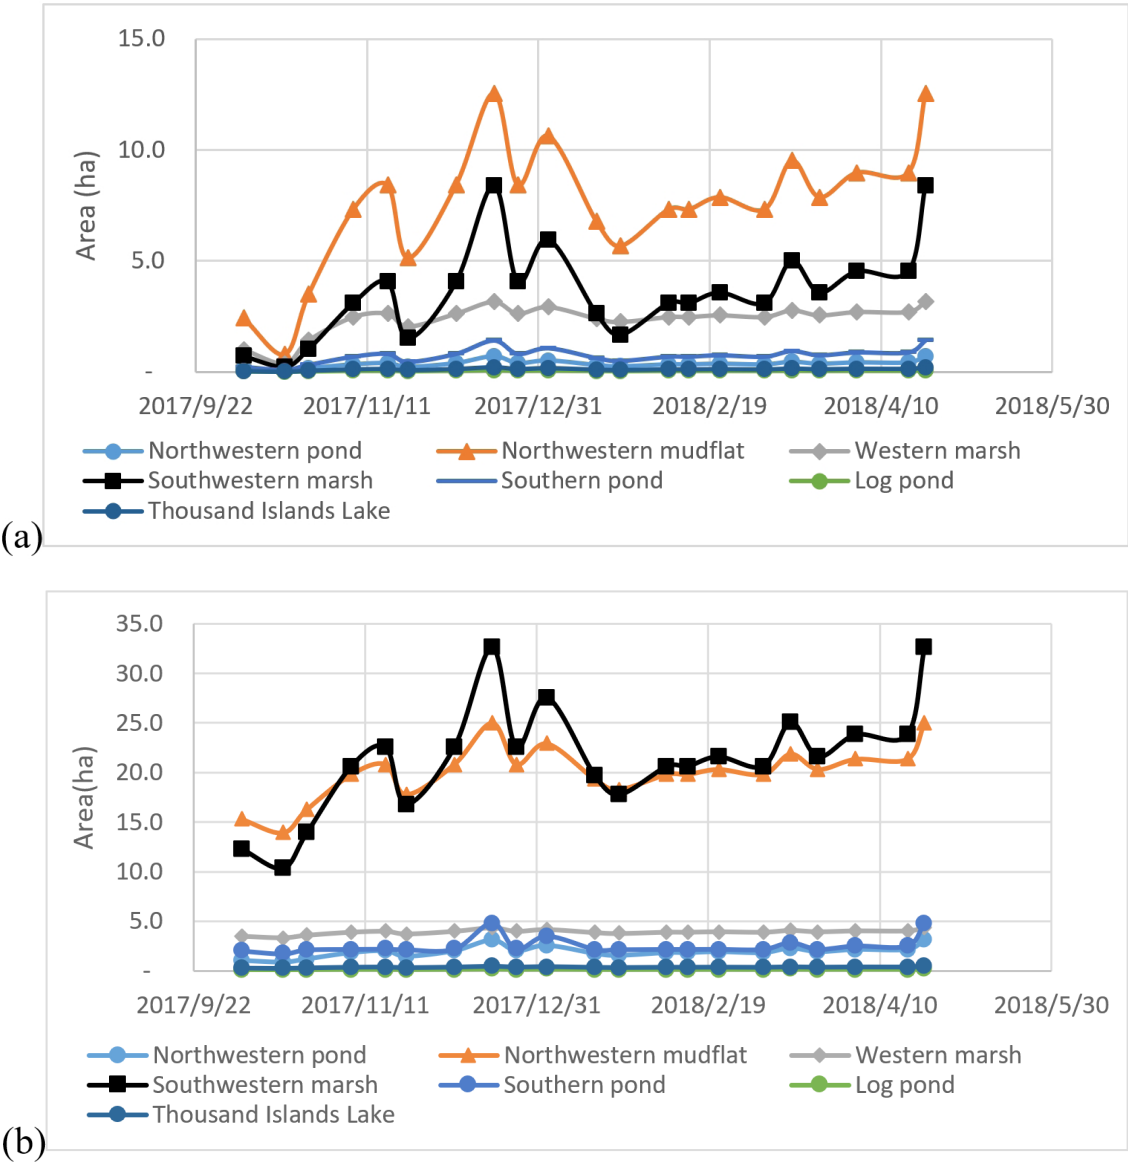 15.0
10.0
5.0
-
Area (ha)
2017/9/22 2017/11/11 2017/12/31 2018/2/19 2018/4/10 2018/5/30
Northwestern pond Northwestern mudflat Western marsh
Southwestern marsh Southern pond Log pond
Thousand Islands Lake
(a)
35.0
30.0
25.0
20.0
15.0
10.0
5.0
-
Area(ha)
2017/9/22 2017/11/11 2017/12/31 2018/2/19 2018/4/10 2018/5/30
Northwestern pond Northwestern mudflat Western marsh
Southwestern marsh Southern pond Log pond
Thousand Islands Lake
(b)